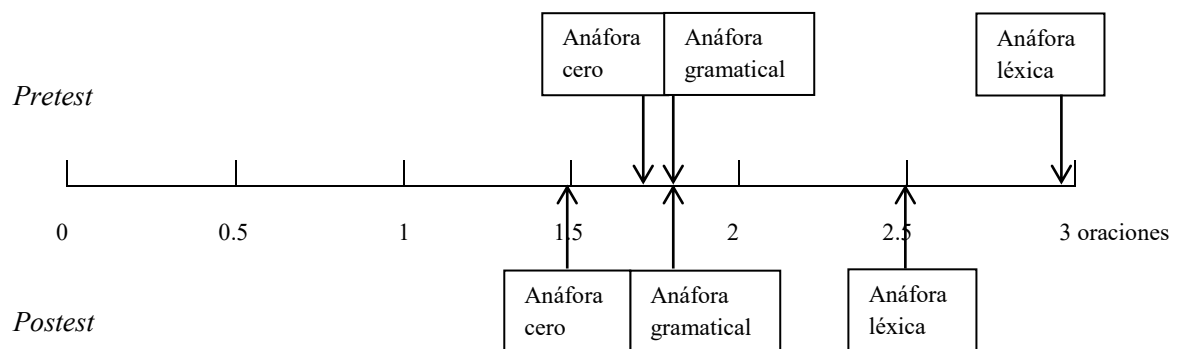 Anáfora
cero
Anáfora
gramatical
Anáfora
léxica
Pretest
0 0.5 1 1.5 2 2.5 3 oraciones
Anáfora
cero
Anáfora
gramatical
Anáfora
léxica
Postest